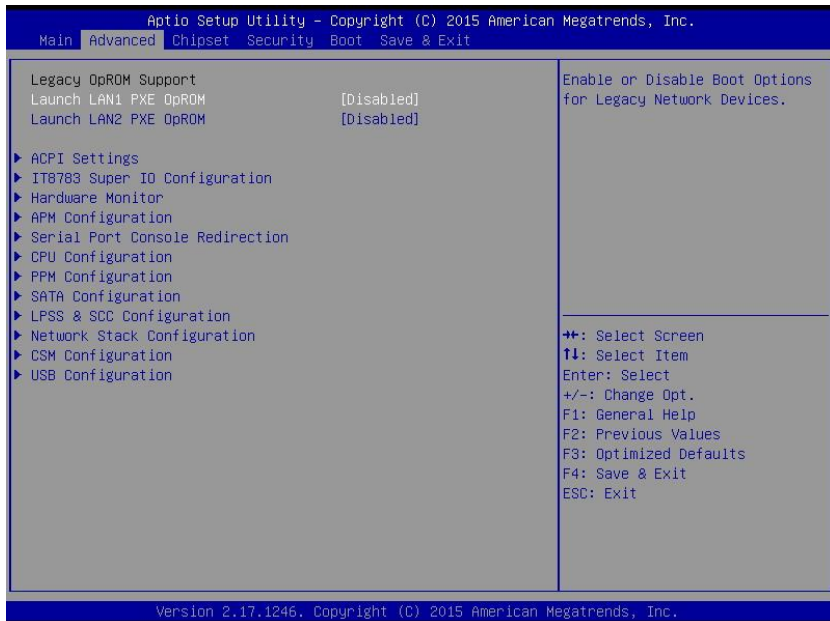 Aptio Setup Utility – Copyright (C) 2015 American Megatrends, Inc.
Main Advanced Chipset Security Boot Save & Exit
Legacy OpROM Support
Launch LAN1 PXE OpROM [Disabled]
Launch LAN2 PXE OpROM [Disabled]
ACPI Settings
IT8783 Super IO Configuration
Hardware Monitor
APM Configuration
Serial Port Console Redirection
CPU Configuration
PPM Configuration
SATA Configuration
LPSS & SCC Configuration
Network Stack Configuration
CSM Configuration
USB Configuration
Enable or Disable Boot Options
for Legacy Network Devices.
→←: Select Screen
↑↓: Select Item
Enter: Select
+/-: Change Opt.
F1: General Help
F2: Previous Values
F3: Optimized Defaults
F4: Save & Exit
ESC: Exit
Version 2.17.1246. Copyright (C) 2015 American Megatrends, Inc.